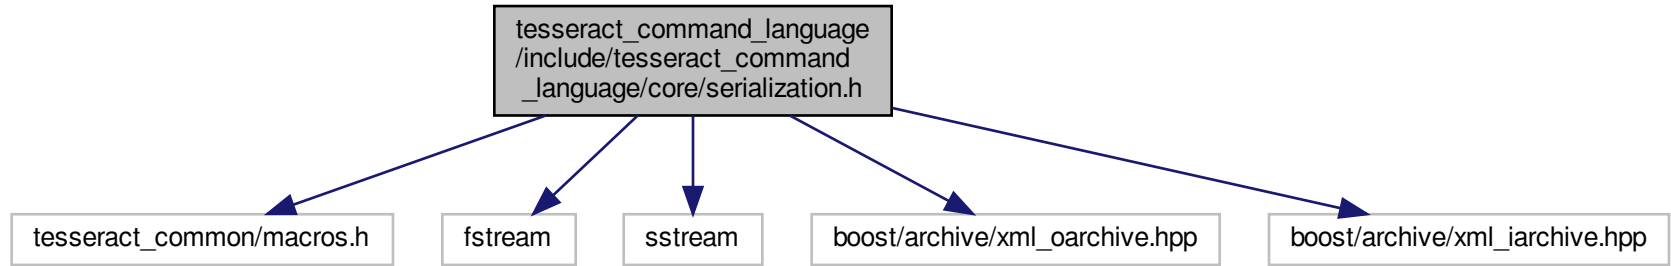 tesseract_command_language
/include/tesseract_command
_language/core/serialization.h
tesseract_common/macros.h
fstream
sstream
boost/archive/xml_oarchive.hpp
boost/archive/xml_iarchive.hpp